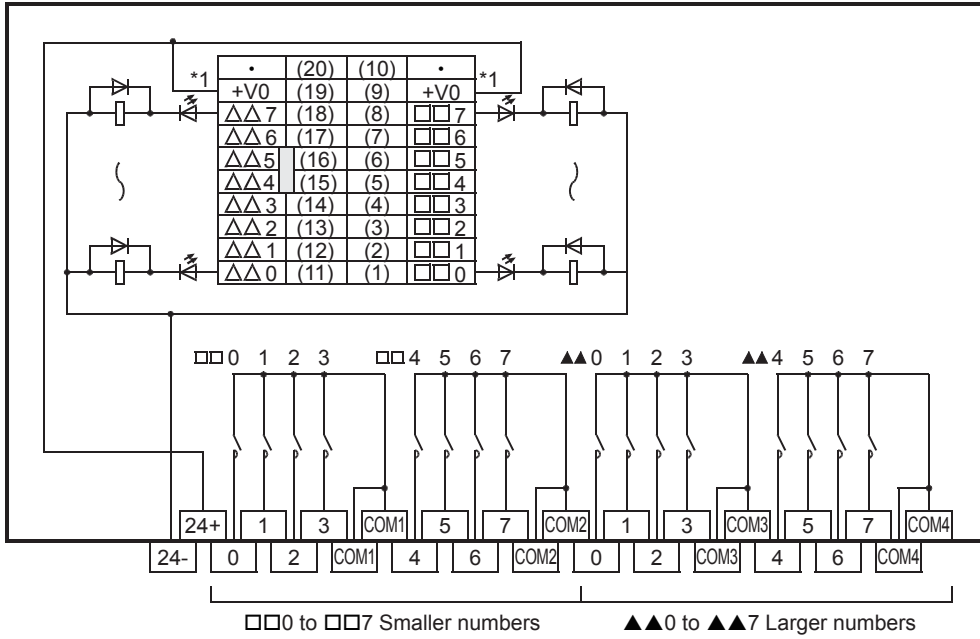 • (20) (10) •
*1 +V0 (19) (9) +V0 *1
△△7 (18) (8) □□7
△△6 (17) (7) □□6
△△5 (16) (6) □□5
△△4 (15) (5) □□4
△△3 (14) (4) □□3
△△2 (13) (3) □□2
△△1 (12) (2) □□1
△△0 (11) (1) □□0
□□0 1 2 3 □□4 5 6 7 ▲▲0 1 2 3 ▲▲4 5 6 7
24+ 1 3 COM1 5 7 COM2 1 3 COM3 5 7 COM4
24- 0 2 COM1 4 6 COM2 0 2 COM3 4 6 COM4
□□0 to □□7 Smaller numbers ▲▲0 to ▲▲7 Larger numbers